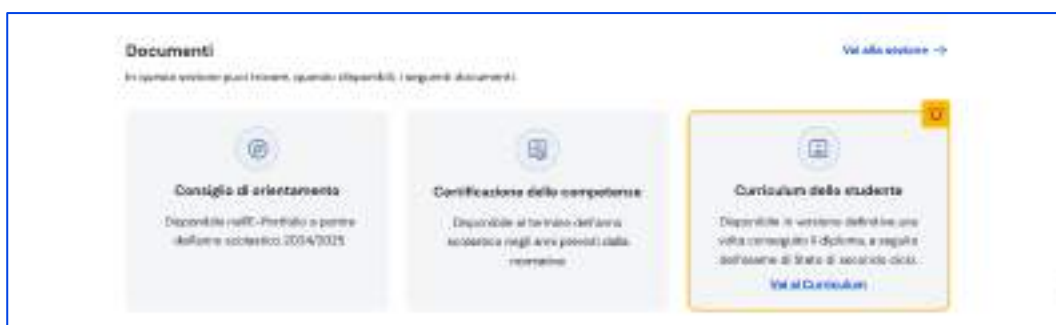 Documenti
Vai alla sezione →
In questa sezione puoi trovare, quando disponibili, i seguenti documenti.
Consiglio di orientamento
Disponibile nell'E-Portfolio a partire
dall'anno scolastico 2024/2025
Certificazione delle competenze
Disponibile al termine dell'anno
scolastico negli anni previsti dalla
normativa
Curriculum dello studente
Disponibile in versione definitiva una
volta conseguito il diploma, a seguito
dell'esame di Stato di secondo ciclo.
Vai al Curriculum